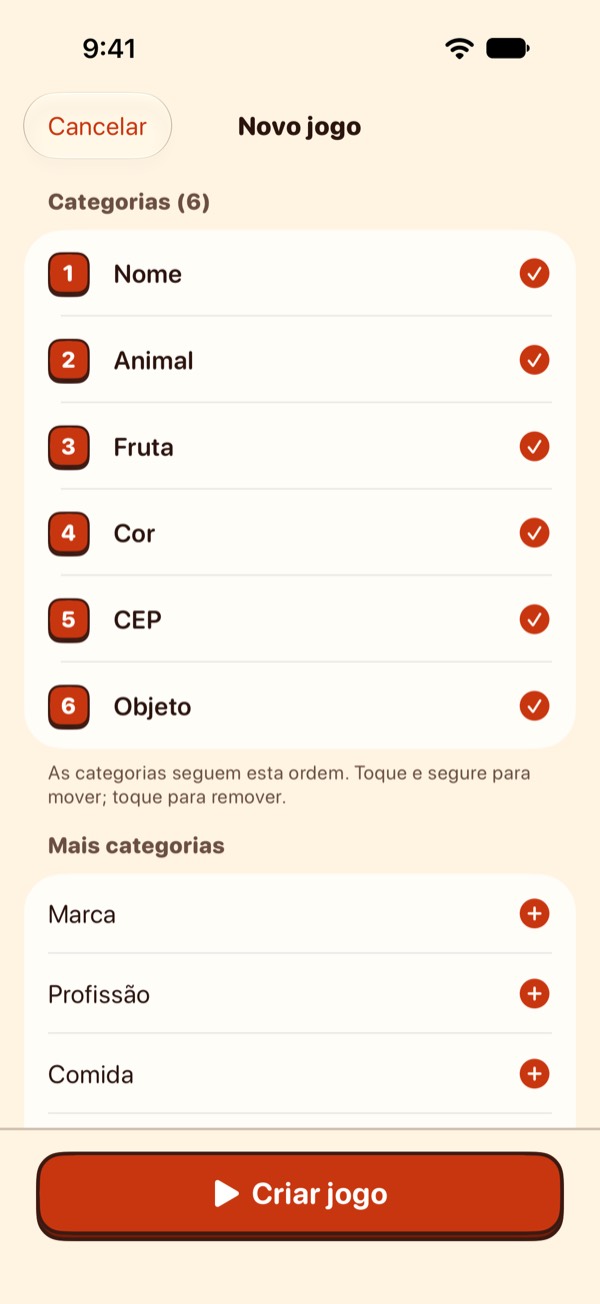 9:41
Cancelar
Novo jogo
Categorias (6)
1 Nome
2 Animal
3 Fruta
4 Cor
5 CEP
6 Objeto
As categorias seguem esta ordem. Toque e segure para
mover; toque para remover.
Mais categorias
Marca
Profissão
Comida
Criar jogo